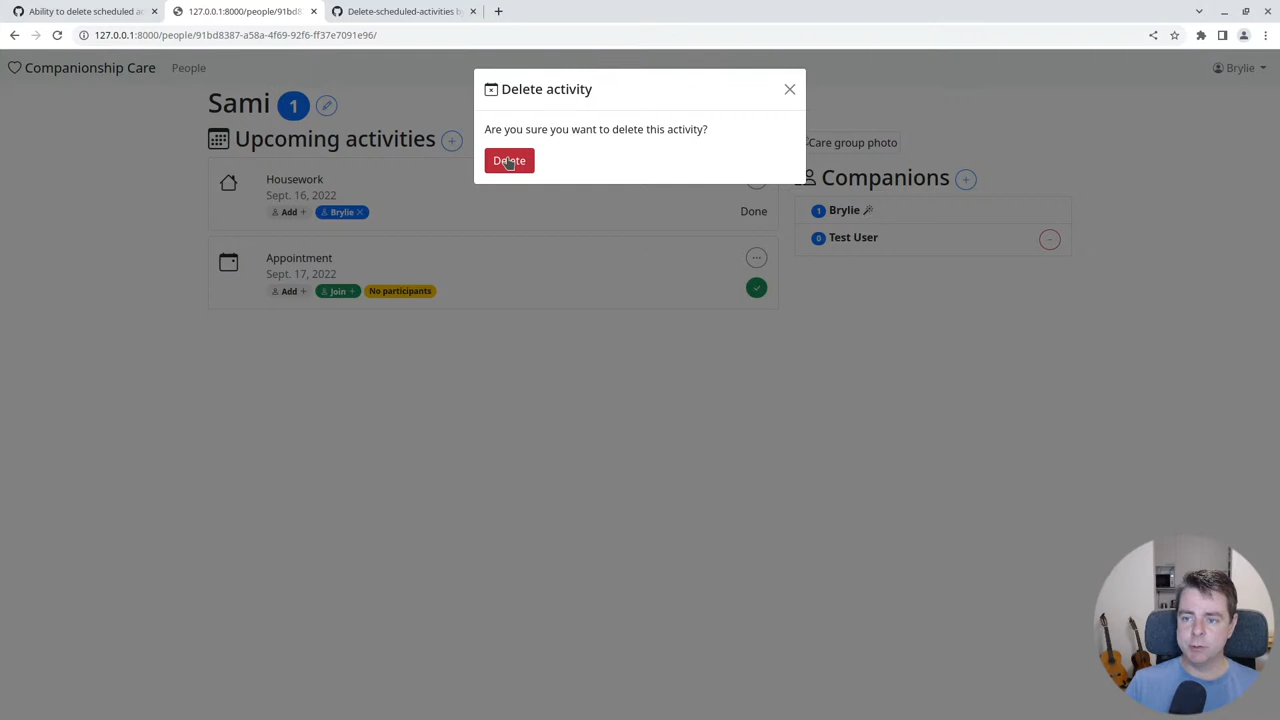 Ability to delete scheduled ac
127.0.0.1:8000/people/91bd8
Delete-scheduled-activities by
127.0.0.1:8000/people/91bd8387-a58a-4f69-92f6-ff37e7091e96/
Companionship Care
People
Brylie
Sami 1
Upcoming activities
Housework
Sept. 16, 2022
Add +
Brylie
Done
Appointment
Sept. 17, 2022
Add +
Join +
No participants
Delete activity
Are you sure you want to delete this activity?
Delete
Care group photo
Companions
1 Brylie
0 Test User